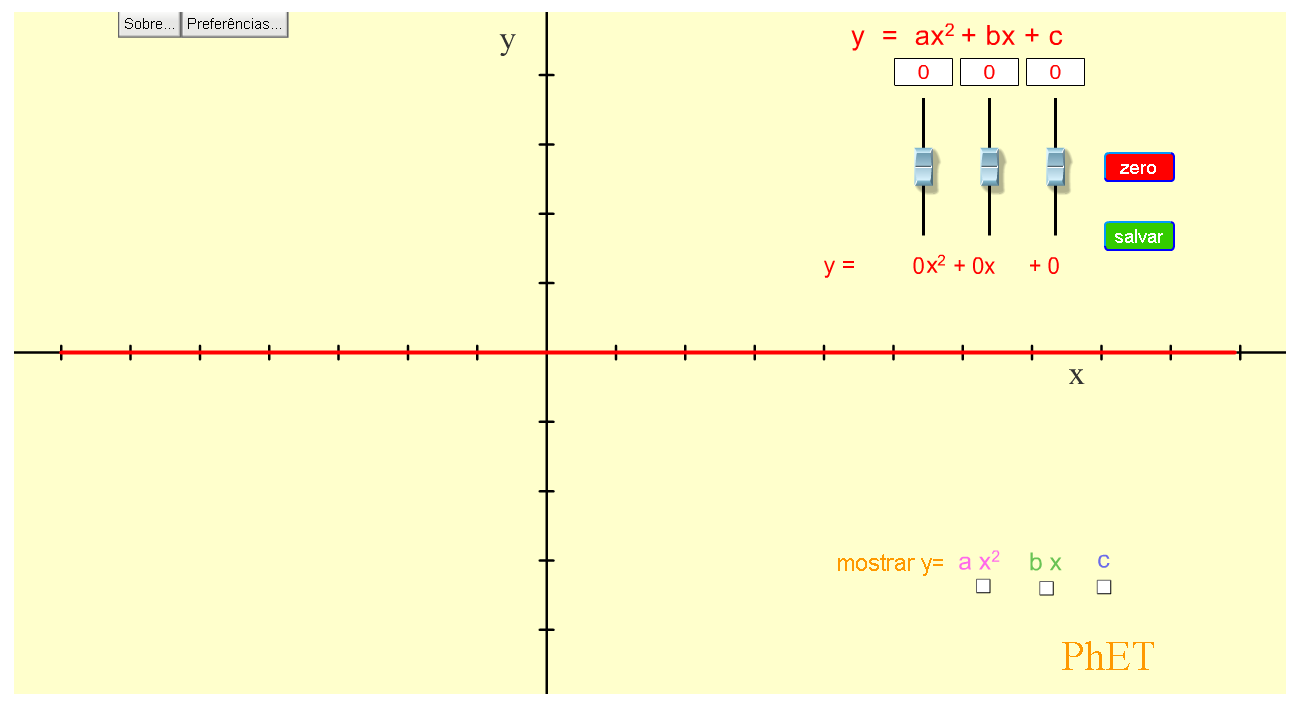 Sobre... Preferências...
y
y = ax² + bx + c
0 0 0
zero
salvar
y = 0x² + 0x + 0
x
mostrar y= a x² b x c
PhET